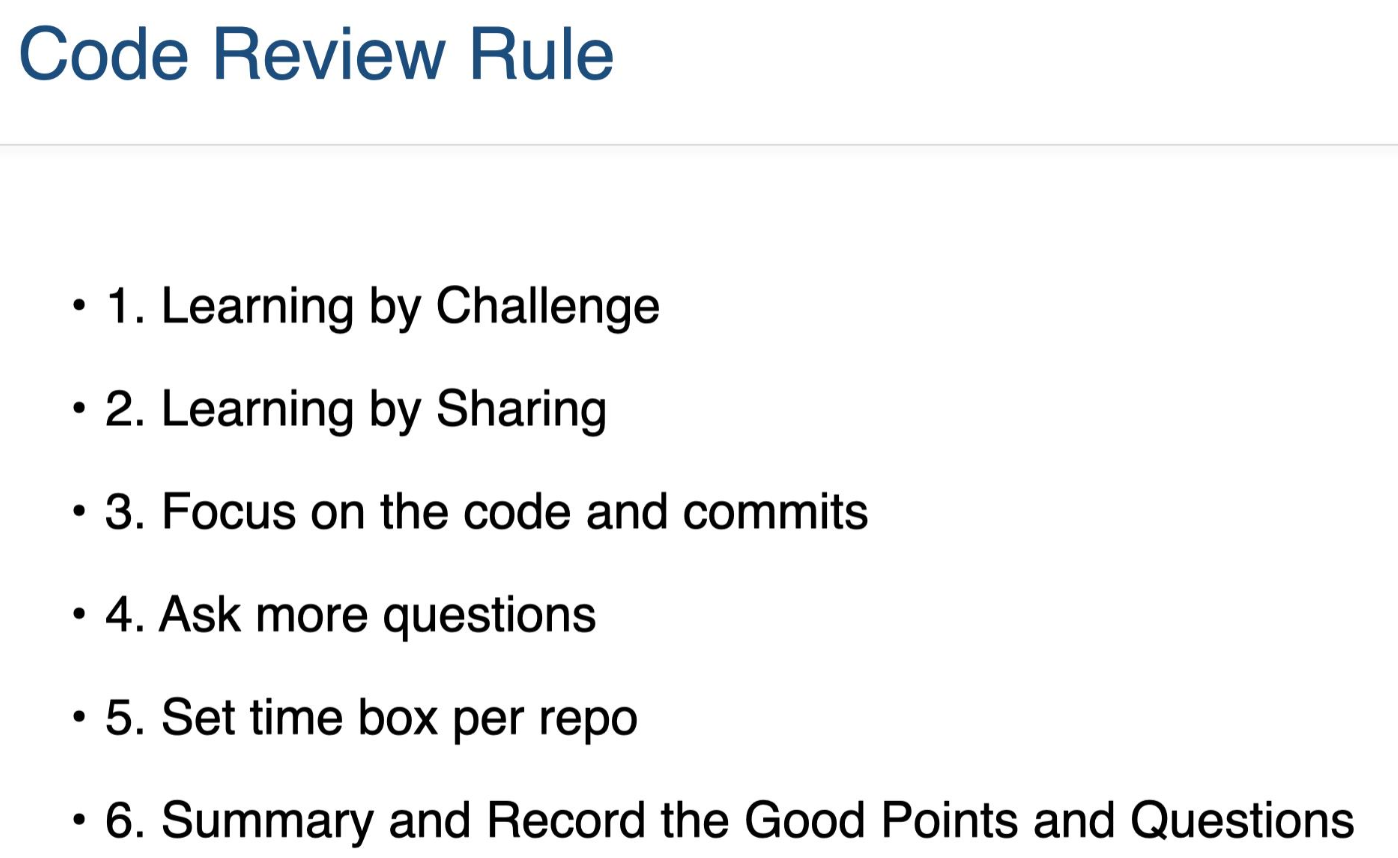 Code Review Rule
• 1. Learning by Challenge
• 2. Learning by Sharing
• 3. Focus on the code and commits
• 4. Ask more questions
• 5. Set time box per repo
• 6. Summary and Record the Good Points and Questions